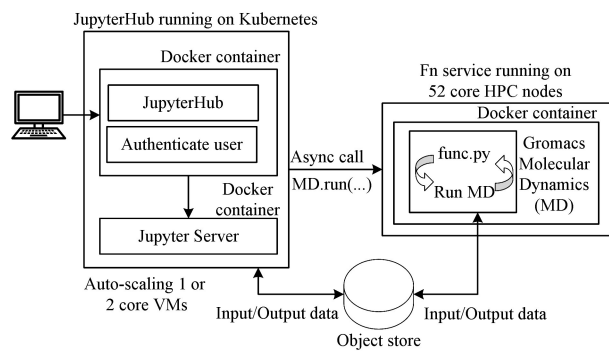 JupyterHub running on Kubernetes
Docker container
JupyterHub
Authenticate user
Docker
container
Jupyter Server
Auto-scaling 1 or
2 core VMs
Async call
MD.run(...)
Fn service running on
52 core HPC nodes
Docker container
func.py
Run MD
Gromacs
Molecular
Dynamics
(MD)
Input/Output data
Object store
Input/Output data